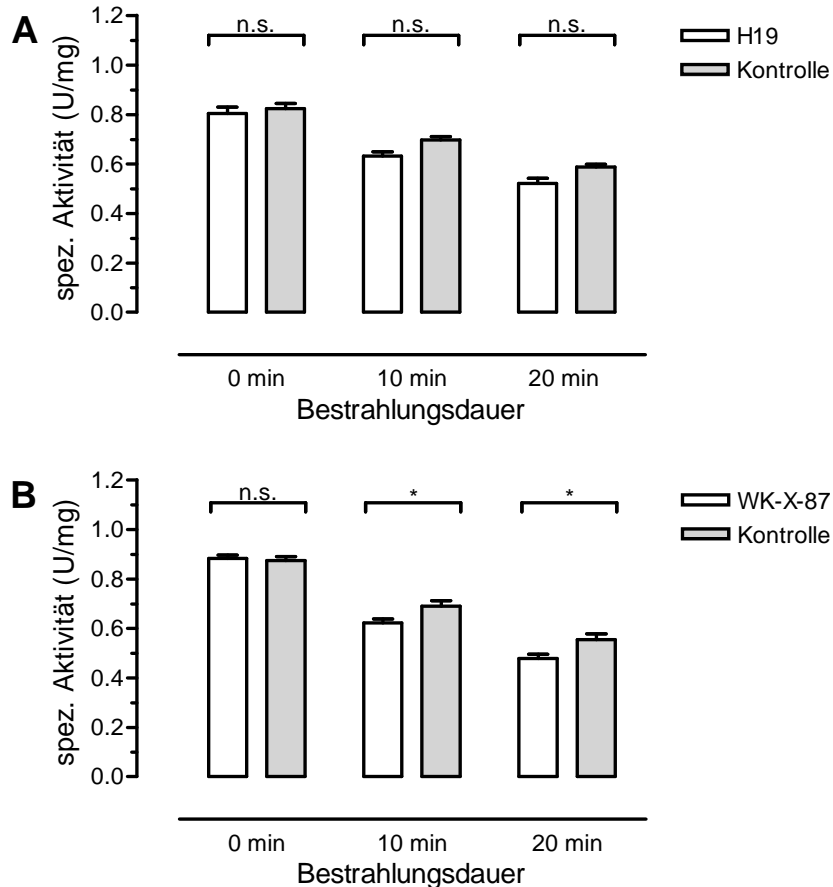 A
n.s. n.s. n.s.
H19
Kontrolle
spez. Aktivität (U/mg)
1.2
1.0
0.8
0.6
0.4
0.2
0.0
0 min 10 min 20 min
Bestrahlungsdauer
B
n.s. * *
WK-X-87
Kontrolle
spez. Aktivität (U/mg)
1.2
1.0
0.8
0.6
0.4
0.2
0.0
0 min 10 min 20 min
Bestrahlungsdauer